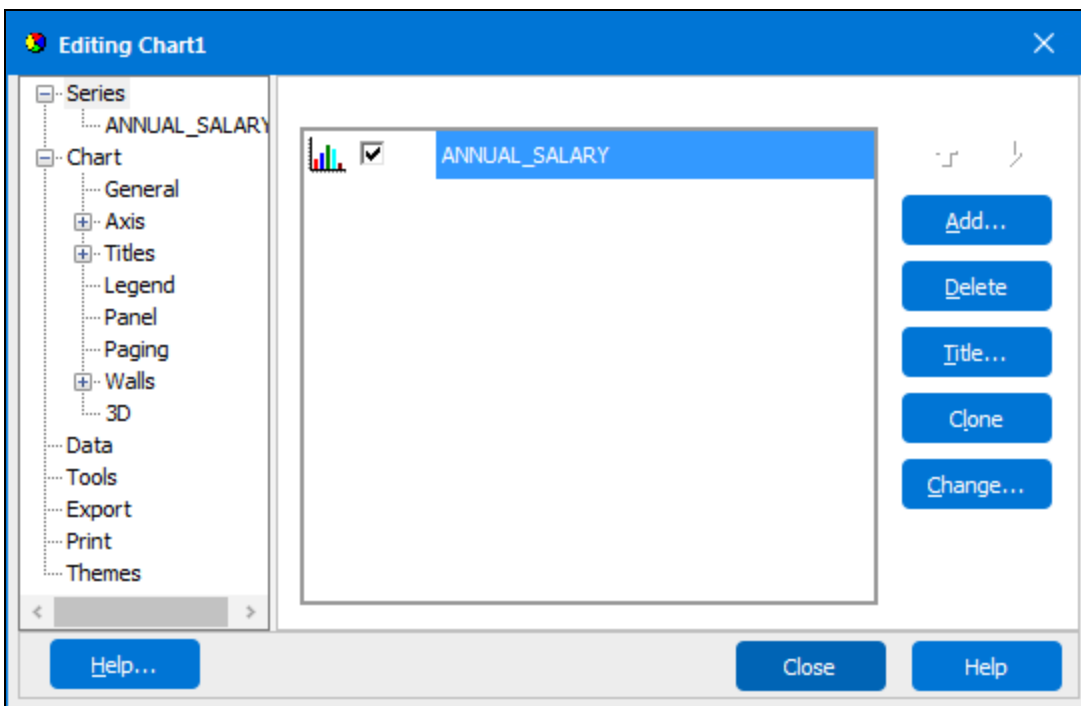 Editing Chart1
Series
ANNUAL_SALARY
Chart
General
Axis
Titles
Legend
Panel
Paging
Walls
3D
Data
Tools
Export
Print
Themes
ANNUAL_SALARY
Add...
Delete
Title...
Clone
Change...
Help...
Close
Help